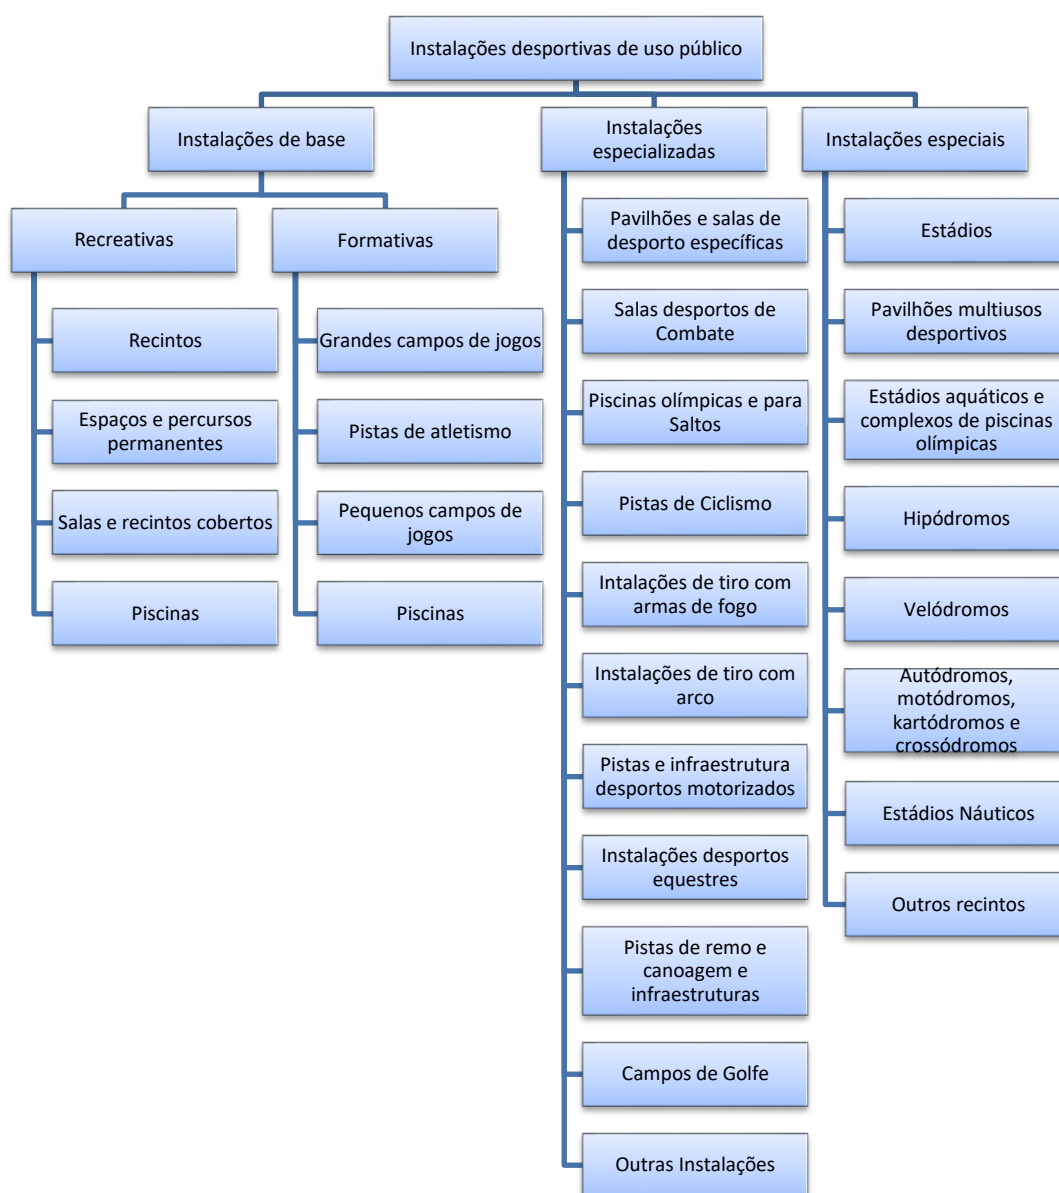 Instalações desportivas de uso público
Instalações de base
Recreativas
Recintos
Espaços e percursos
permanentes
Salas e recintos cobertos
Piscinas
Formativas
Grandes campos de jogos
Pistas de atletismo
Pequenos campos de
jogos
Piscinas
Instalações
especializadas
Pavilhões e salas de
desporto específicas
Salas desportos de
Combate
Piscinas olímpicas e para
Saltos
Pistas de Ciclismo
Intalações de tiro com
armas de fogo
Instalações de tiro com
arco
Pistas e infraestrutura
desportos motorizados
Instalações desportos
equestres
Pistas de remo e
canoagem e
infraestruturas
Campos de Golfe
Outras Instalações
Instalações especiais
Estádios
Pavilhões multiusos
desportivos
Estádios aquáticos e
complexos de piscinas
olímpicas
Hipódromos
Velódromos
Autódromos,
motódromos,
kartódromos e
crossódromos
Estádios Náuticos
Outros recintos